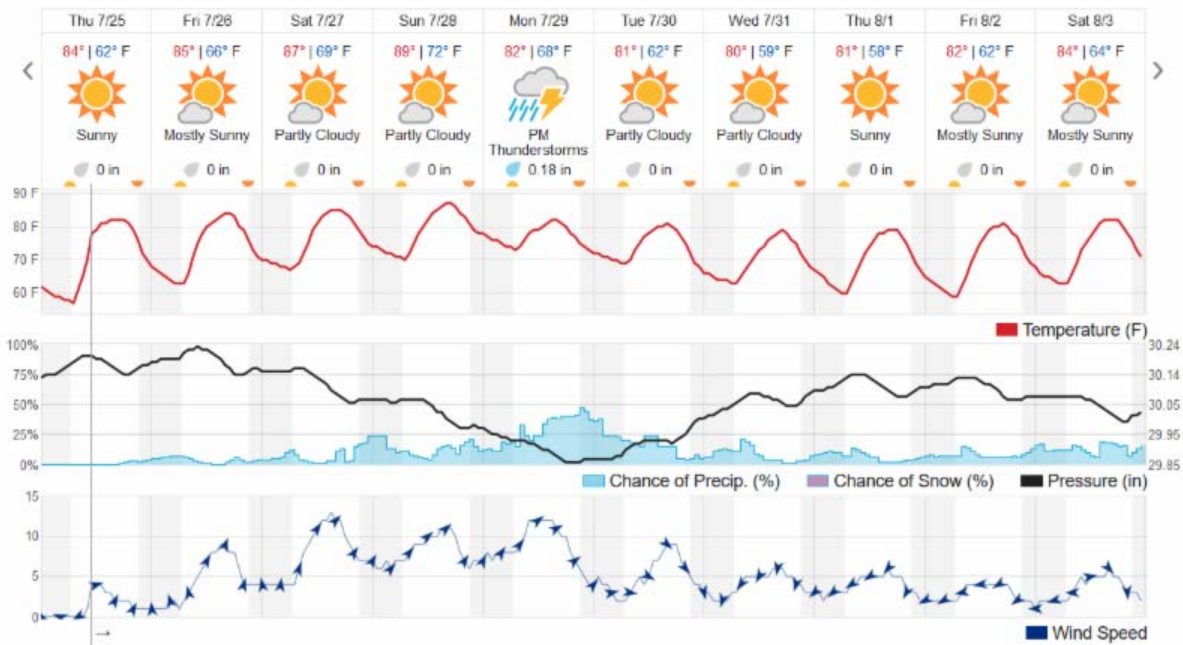 Thu 7/25 Fri 7/26 Sat 7/27 Sun 7/28 Mon 7/29 Tue 7/30 Wed 7/31 Thu 8/1 Fri 8/2 Sat 8/3
84° | 62° F 85° | 66° F 87° | 69° F 89° | 72° F 82° | 68° F 81° | 62° F 80° | 59° F 81° | 58° F 82° | 62° F 84° | 64° F
Sunny Mostly Sunny Partly Cloudy Partly Cloudy PM Partly Cloudy Partly Cloudy Sunny Mostly Sunny Mostly Sunny
Thunderstorms
0 in 0 in 0 in 0 in 0.18 in 0 in 0 in 0 in 0 in 0 in
90 F
80 F
70 F
60 F
Temperature (F)
100% 30.24
75% 30.14
50% 30.05
25% 29.95
0% 29.85
Chance of Precip. (%) Chance of Snow (%) Pressure (in)
15
10
5
0
Wind Speed